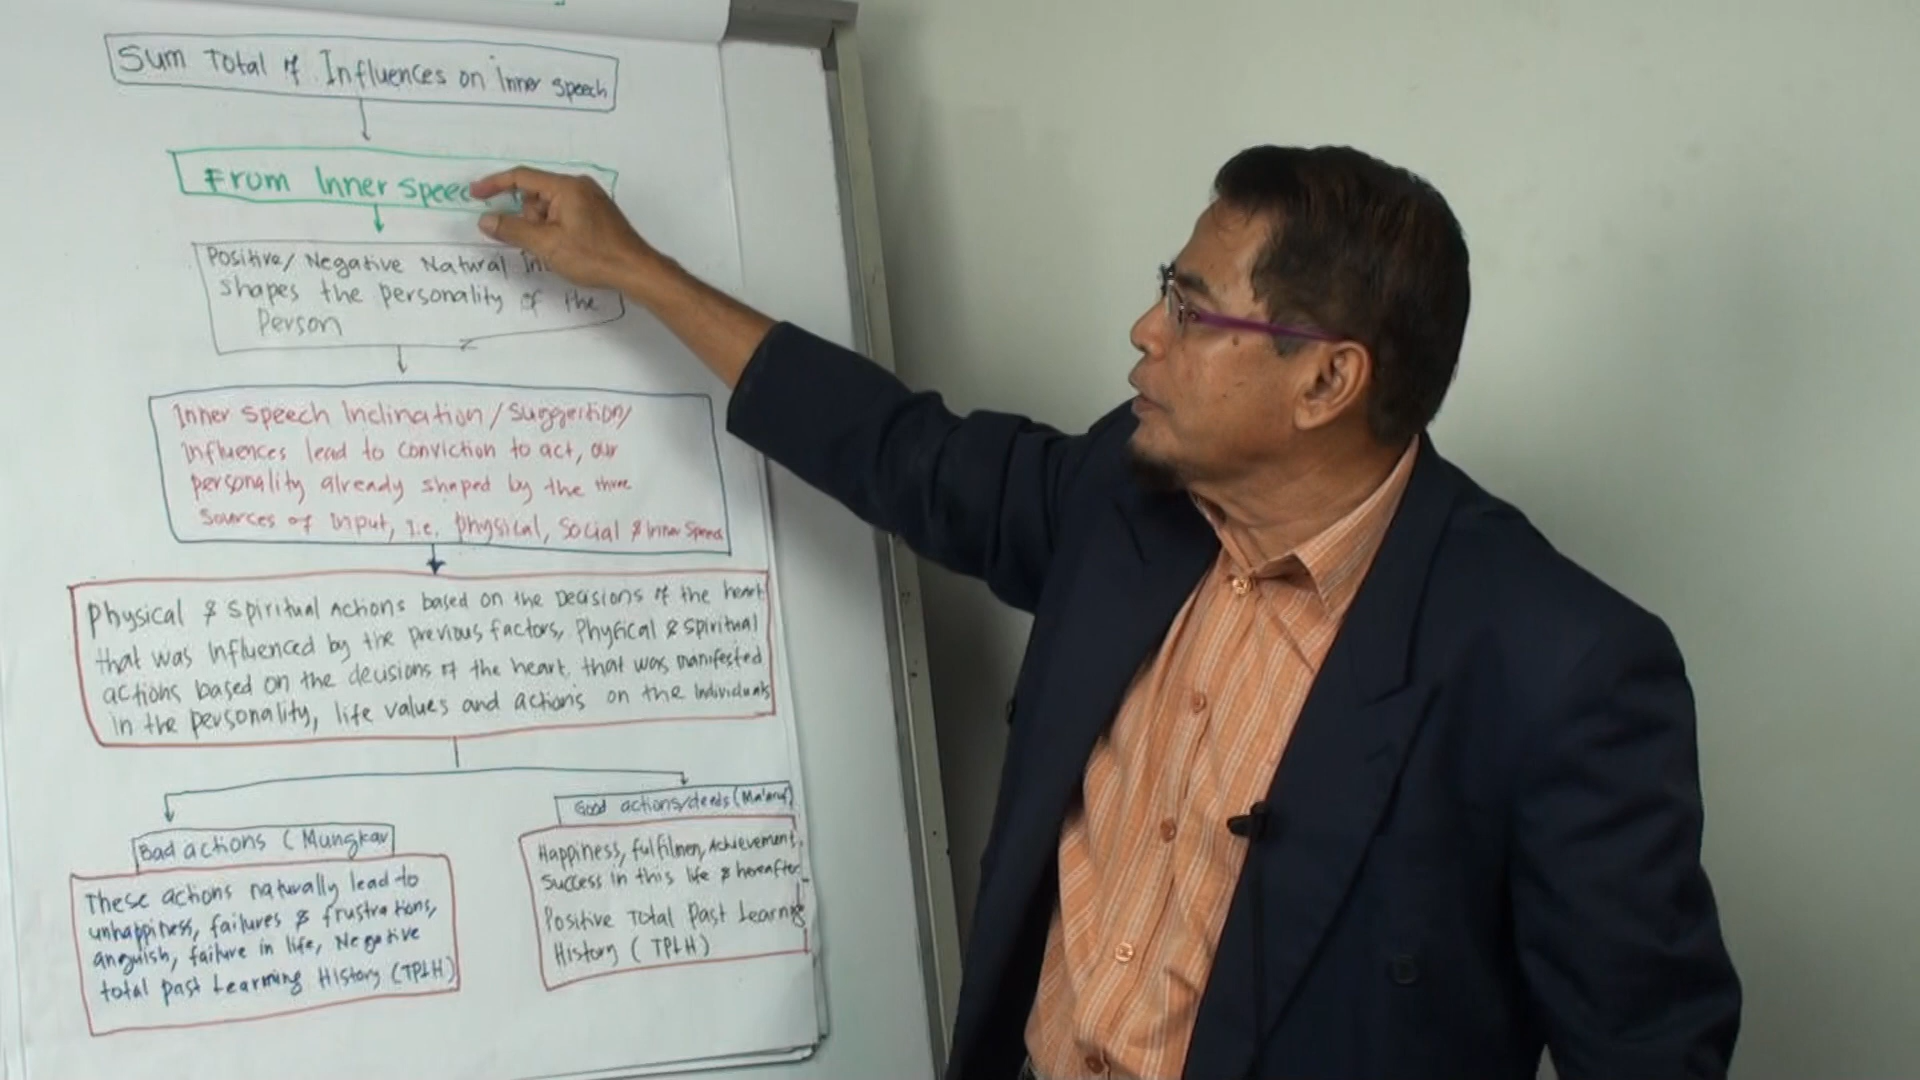 Sum Total of Influences on inner speech
From Inner Speec
Positive/ Negative Natural In
shapes the personality of the
Person
Inner Speech Inclination/Suggestion/
Influences lead to conviction to act, our
personality already shaped by the three
Sources of Input, i.e. physical, Social & Inner Speech
Physical & Spiritual Actions based on the Decisions of the heart
that was Influenced by the previous factors, Physical & spiritual
actions based on the decisions of the heart, that was manifested
in the personality, life values and actions on the Individuals
Bad actions (Mungkar
These actions naturally lead to
unhappiness, failures & frustrations,
anguish, failure in life, Negative
total past Learning History (TPLH)
Good actions/deeds (Ma'aruf)
Happiness, fulfilmen, Achievement,
Success in this life & hereafter
Positive Total Past Learning
History (TPLH)